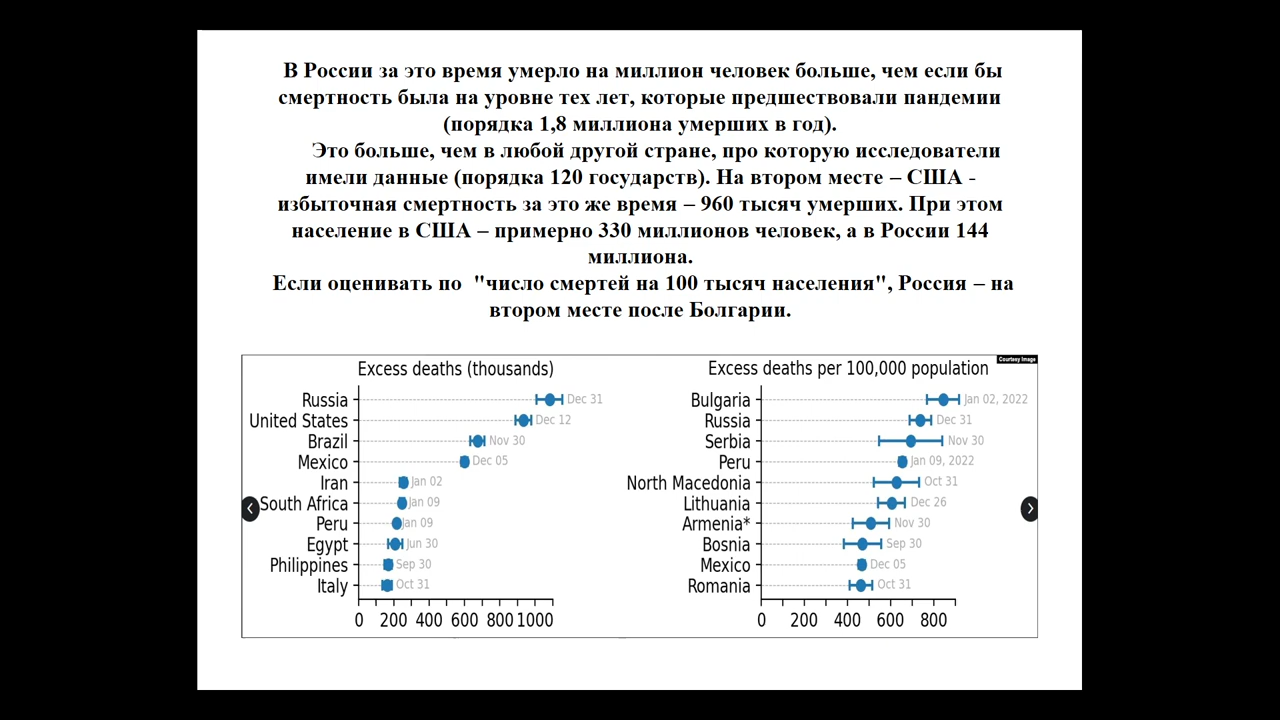 В России за это время умерло на миллион человек больше, чем если бы
смертность была на уровне тех лет, которые предшествовали пандемии
(порядка 1,8 миллиона умерших в год).
Это больше, чем в любой другой стране, про которую исследователи
имели данные (порядка 120 государств). На втором месте – США -
избыточная смертность за это же время – 960 тысяч умерших. При этом
население в США – примерно 330 миллионов человек, а в России 144
миллиона.
Если оценивать по "число смертей на 100 тысяч населения", Россия – на
втором месте после Болгарии.
Courtesy Image
Excess deaths (thousands)
Russia Dec 31
United States Dec 12
Brazil Nov 30
Mexico Dec 05
Iran Jan 02
South Africa Jan 09
Peru Jan 09
Egypt Jun 30
Philippines Sep 30
Italy Oct 31
0 200 400 600 800 1000
Excess deaths per 100,000 population
Bulgaria Jan 02, 2022
Russia Dec 31
Serbia Nov 30
Peru Jan 09, 2022
North Macedonia Oct 31
Lithuania Dec 26
Armenia* Nov 30
Bosnia Sep 30
Mexico Dec 05
Romania Oct 31
0 200 400 600 800